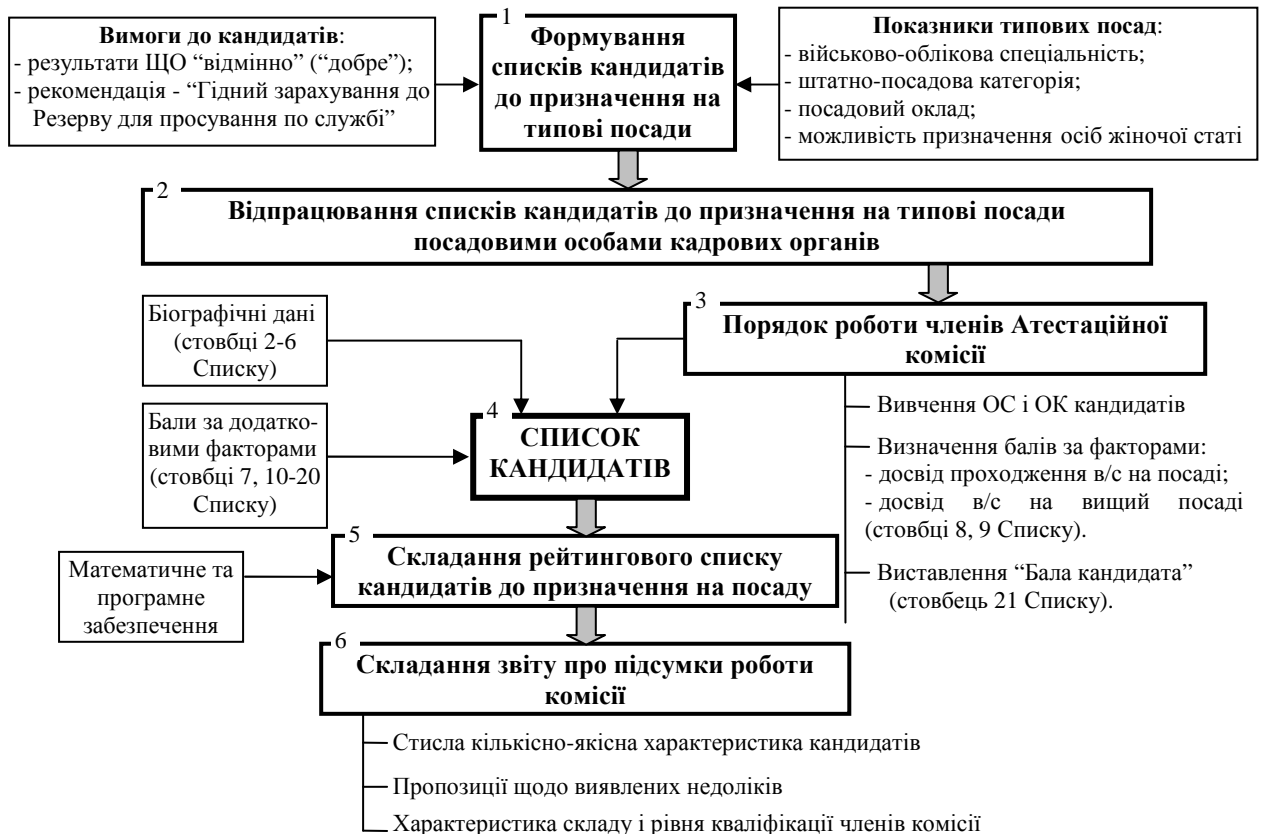 Вимоги до кандидатів:
- результати ЩО “відмінно” (“добре”);
- рекомендація - “Гідний зарахування до
Резерву для просування по службі”
1
Формування
списків кандидатів
до призначення на
типові посади
Показники типових посад:
- військово-облікова спеціальність;
- штатно-посадова категорія;
- посадовий оклад;
- можливість призначення осіб жіночої статі
2
Відпрацювання списків кандидатів до призначення на типові посади
посадовими особами кадрових органів
3
Порядок роботи членів Атестаційної
комісії
Біографічні дані
(стовбці 2-6
Списку)
Бали за додатко-
вими факторами
(стовбці 7, 10-20
Списку)
4
СПИСОК
КАНДИДАТІВ
Вивчення ОС і ОК кандидатів
Визначення балів за факторами:
- досвід проходження в/с на посаді;
- досвід в/с на вищий посаді
(стовбці 8, 9 Списку).
Виставлення “Бала кандидата”
(стовбець 21 Списку).
5
Складання рейтингового списку
кандидатів до призначення на посаду
Математичне та
програмне
забезпечення
6
Складання звіту про підсумки роботи
комісії
Стисла кількісно-якісна характеристика кандидатів
Пропозиції щодо виявлених недоліків
Характеристика складу і рівня кваліфікації членів комісії